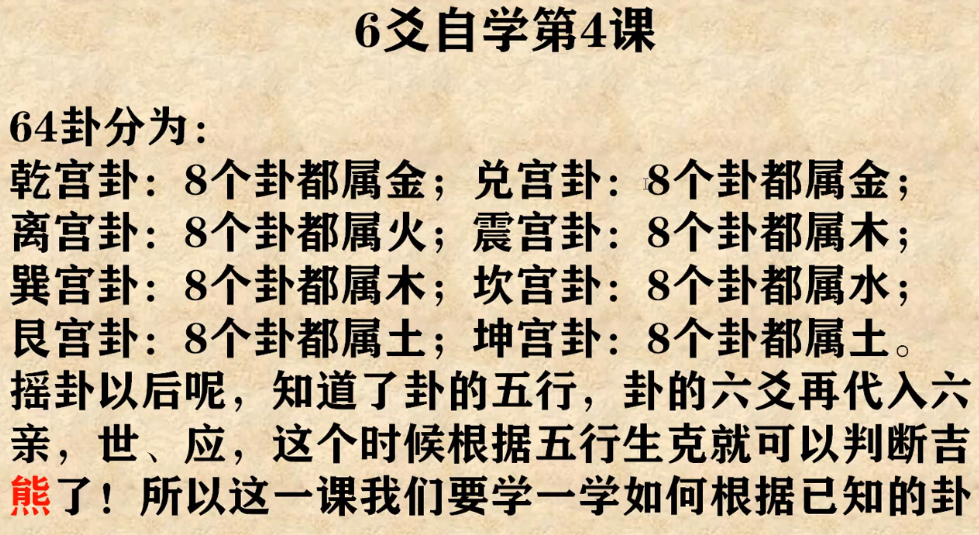 6爻自学第4课
64卦分为：
乾宫卦：8个卦都属金；兑宫卦：8个卦都属金；
离宫卦：8个卦都属火；震宫卦：8个卦都属木；
巽宫卦：8个卦都属木；坎宫卦：8个卦都属水；
艮宫卦：8个卦都属土；坤宫卦：8个卦都属土。
摇卦以后呢，知道了卦的五行，卦的六爻再代入六
亲，世、应，这个时候根据五行生克就可以判断吉
熊了！所以这一课我们要学一学如何根据已知的卦